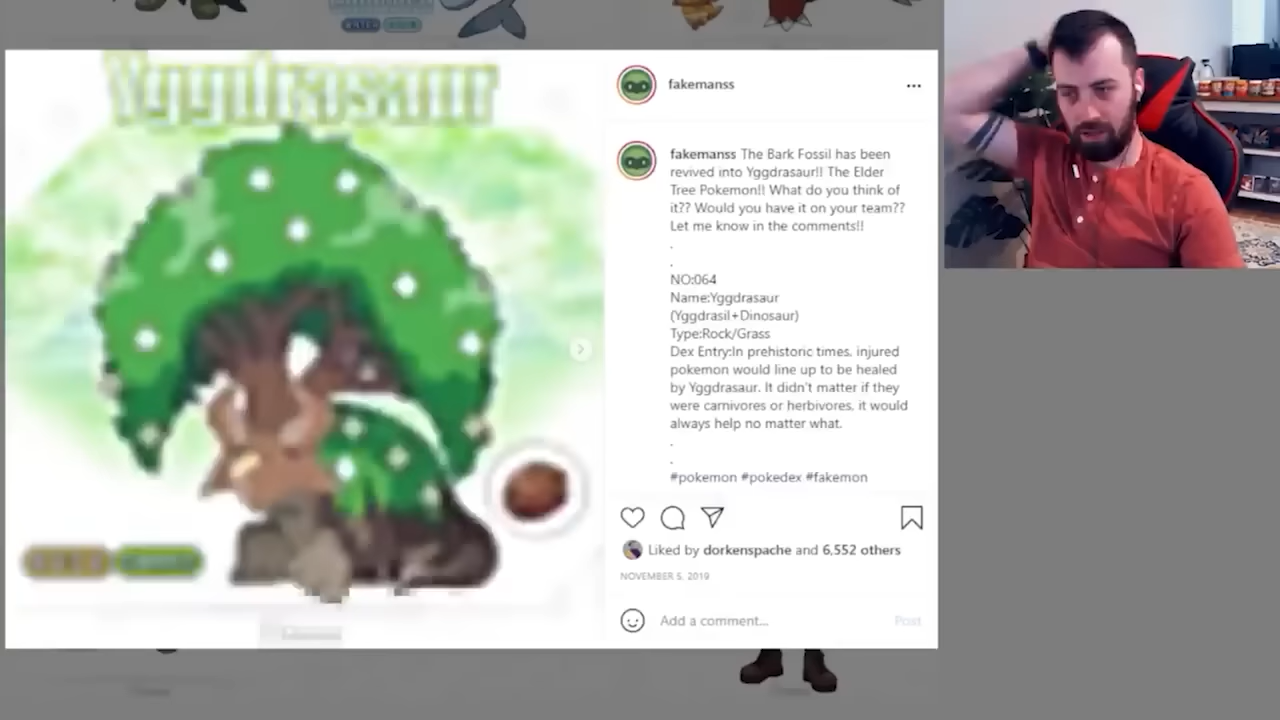 Yggdrasaur
fakemanss
fakemanss The Bark Fossil has been
revived into Yggdrasaur!! The Elder
Tree Pokemon!! What do you think of
it?? Would you have it on your team??
Let me know in the comments!!
.
.
NO:064
Name:Yggdrasaur
(Yggdrasil+Dinosaur)
Type:Rock/Grass
Dex Entry:In prehistoric times, injured
pokemon would line up to be healed
by Yggdrasaur. It didn't matter if they
were carnivores or herbivores, it would
always help no matter what.
.
.
#pokemon #pokedex #fakemon
Liked by dorkenspache and 6,552 others
NOVEMBER 5, 2019
Add a comment...
Post